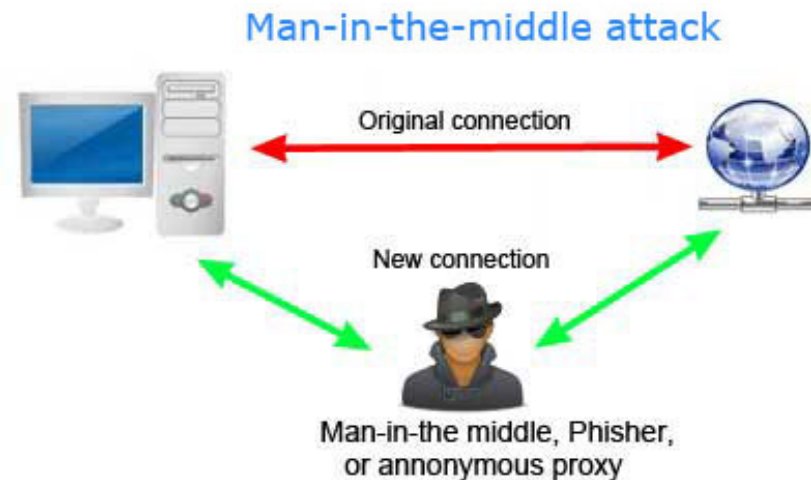 Man-in-the-middle attack
Original connection
New connection
Man-in-the middle, Phisher,
or annonymous proxy